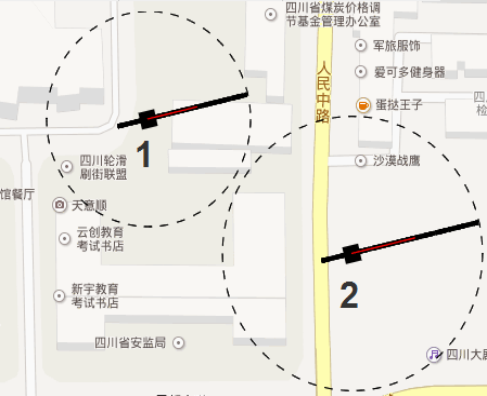 四川省煤炭价格调
节基金管理办公室
军旅服饰
爱可多健身器
人民中路
蛋挞王子
四川
检
1
四川轮滑
刷街联盟
沙漠战鹰
馆餐厅
天意顺
云创教育
考试书店
新宇教育
考试书店
2
四川省安监局
四川大剧